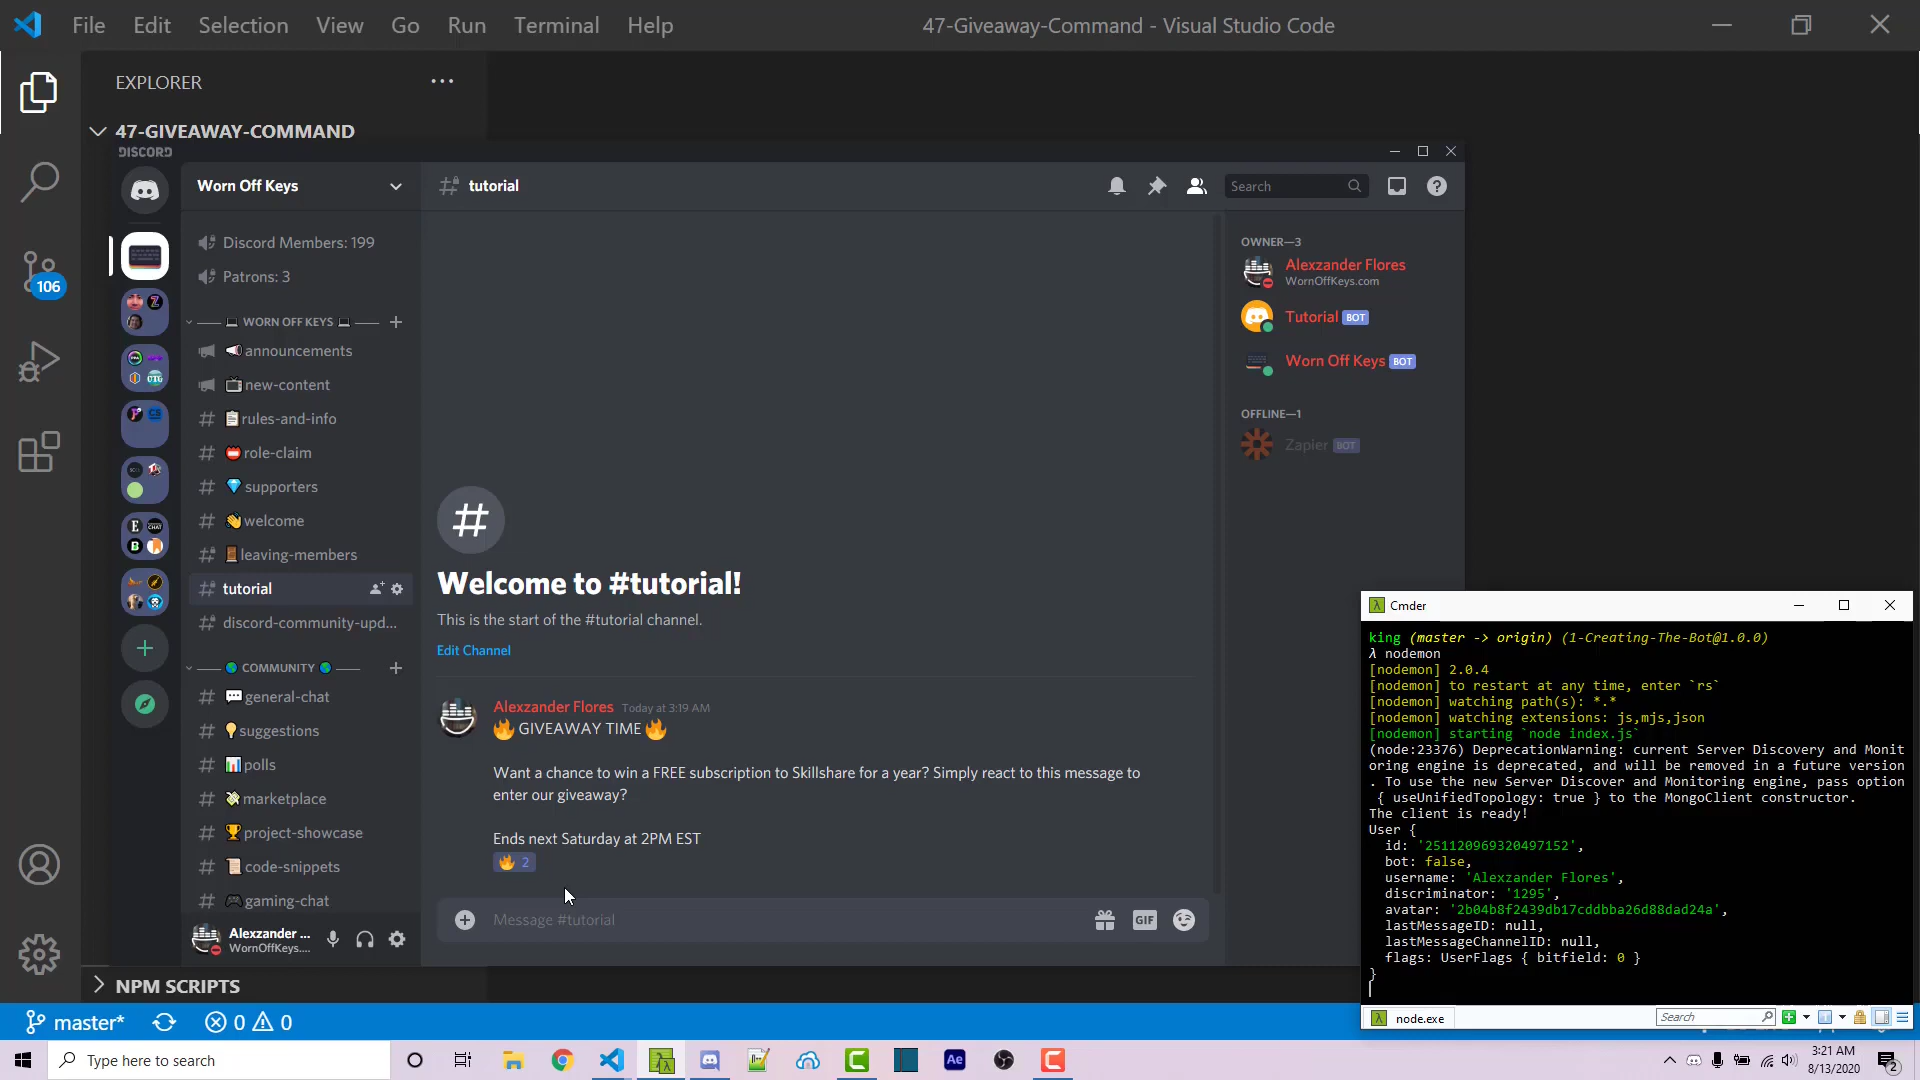 File Edit Selection View Go Run Terminal Help
47-Giveaway-Command - Visual Studio Code
EXPLORER
47-GIVEAWAY-COMMAND
DISCORD
Worn Off Keys
tutorial
Search
Discord Members: 199
Patrons: 3
WORN OFF KEYS
announcements
new-content
rules-and-info
role-claim
supporters
welcome
leaving-members
tutorial
discord-community-upd...
COMMUNITY
general-chat
suggestions
polls
marketplace
project-showcase
code-snippets
gaming-chat
Alexzander ...
WornOffKeys....
Welcome to #tutorial!
This is the start of the #tutorial channel.
Edit Channel
Alexzander Flores Today at 3:19 AM
🔥 GIVEAWAY TIME 🔥
Want a chance to win a FREE subscription to Skillshare for a year? Simply react to this message to
enter our giveaway?
Ends next Saturday at 2PM EST
🔥 2
Message #tutorial
GIF
OWNER—3
Alexzander Flores
WornOffKeys.com
Tutorial BOT
Worn Off Keys BOT
OFFLINE—1
Zapier BOT
Cmder
king (master -> origin) (1-Creating-The-Bot@1.0.0)
λ nodemon
[nodemon] 2.0.4
[nodemon] to restart at any time, enter `rs`
[nodemon] watching path(s): *.*
[nodemon] watching extensions: js,mjs,json
[nodemon] starting `node index.js`
(node:23376) DeprecationWarning: current Server Discovery and Monit
oring engine is deprecated, and will be removed in a future version
. To use the new Server Discover and Monitoring engine, pass option
{ useUnifiedTopology: true } to the MongoClient constructor.
The client is ready!
User {
id: '251120969320497152',
bot: false,
username: 'Alexzander Flores',
discriminator: '1295',
avatar: '2b04b8f2439db17cddbba26d88dad24a',
lastMessageID: null,
lastMessageChannelID: null,
flags: UserFlags { bitfield: 0 }
}
node.exe
Search
106
NPM SCRIPTS
master* 0 0
Type here to search
Ae
3:21 AM
8/13/2020
2